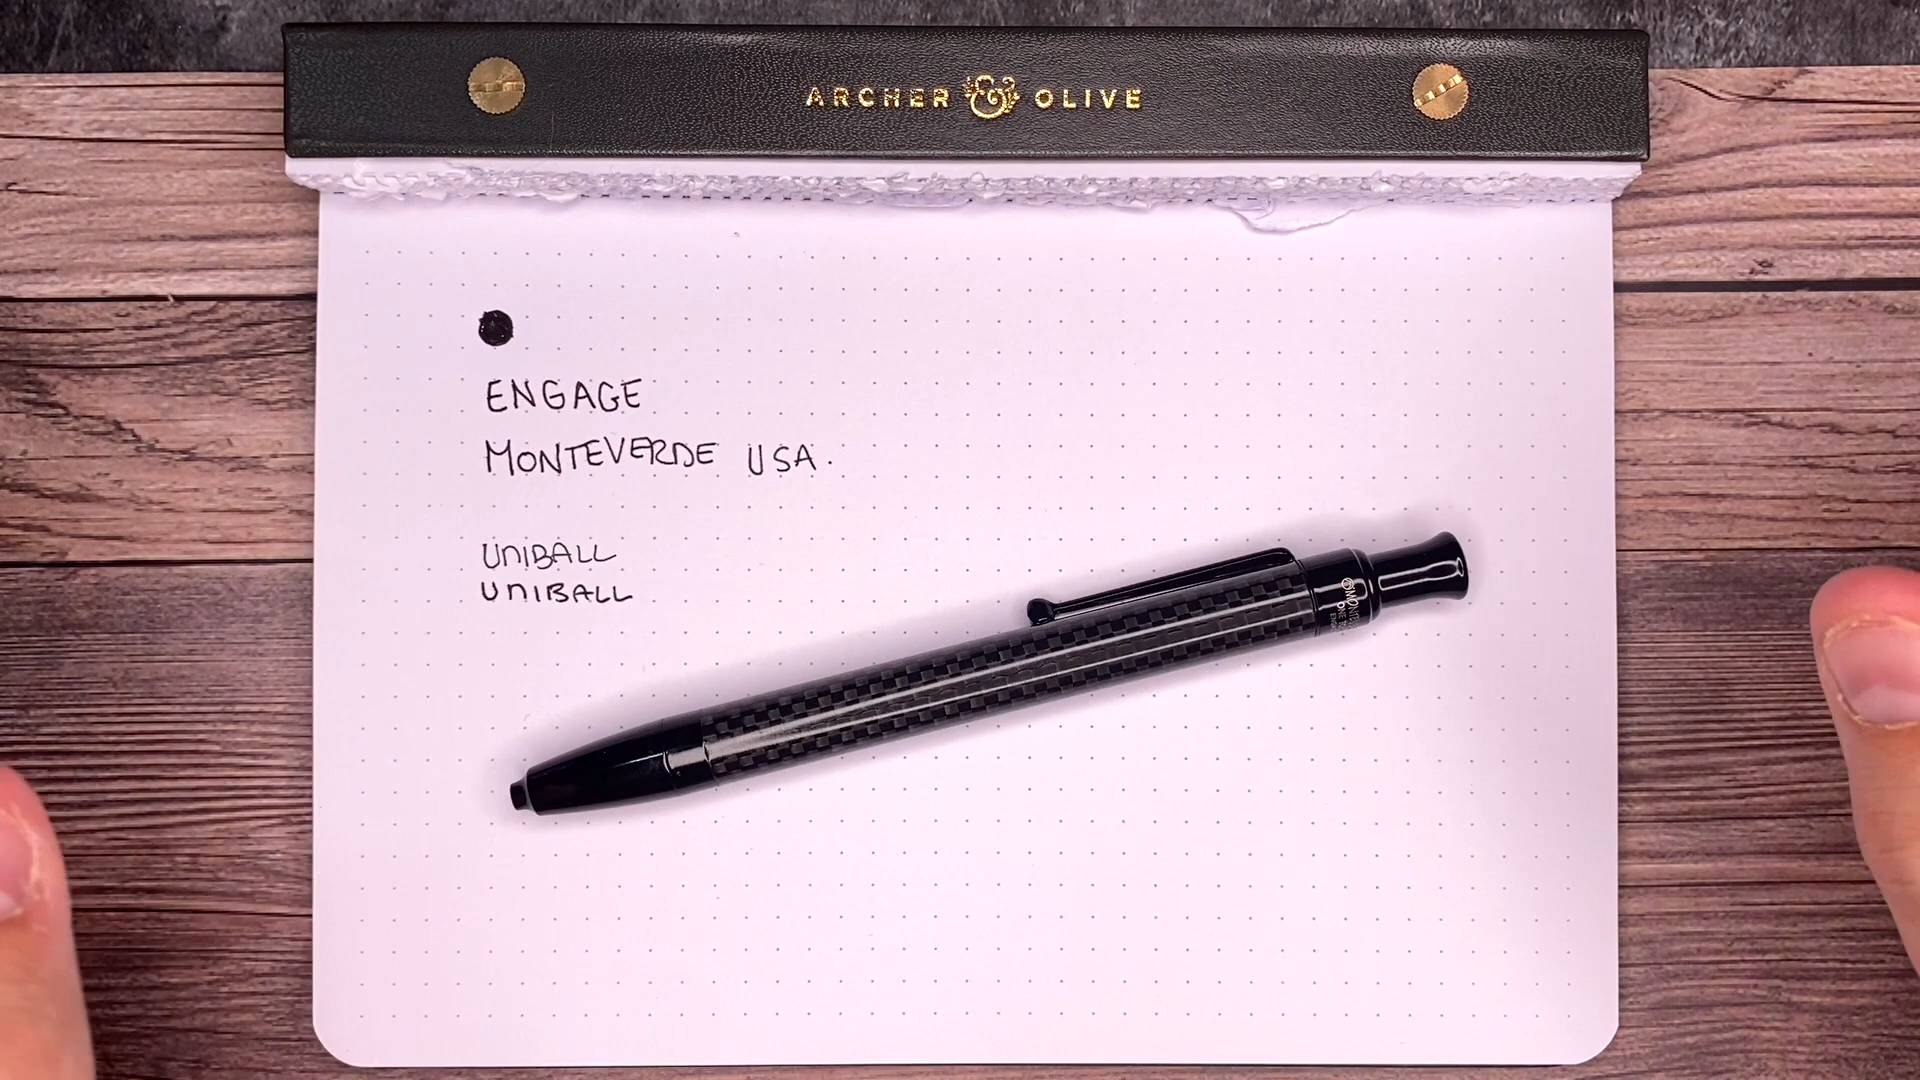 ARCHER & OLIVE
ENGAGE
MONTEVERDE USA.
UNIBALL
UNIBALL